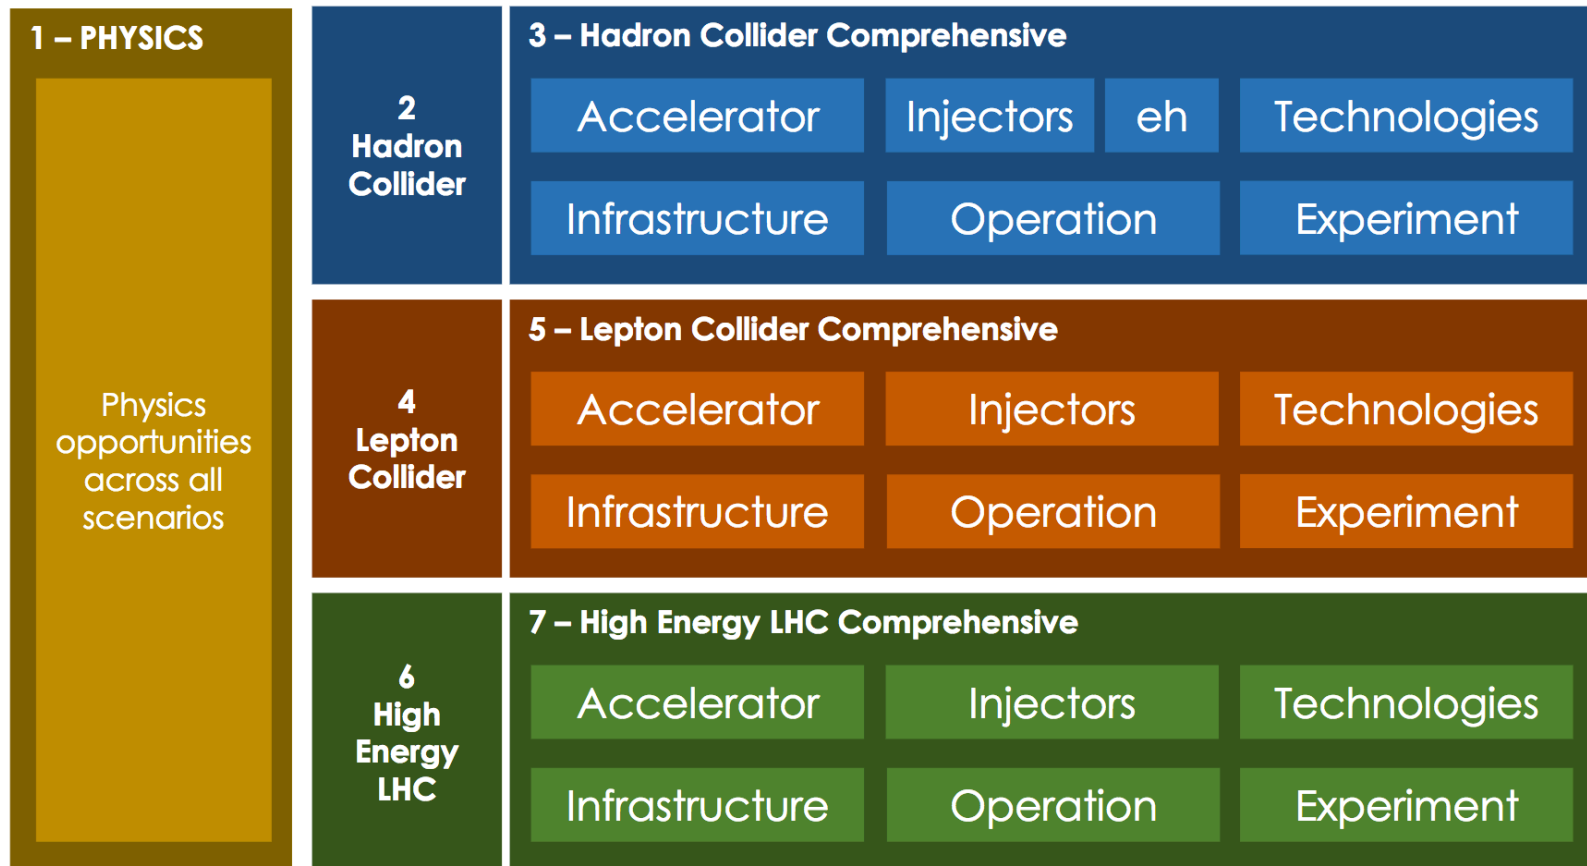 1 – PHYSICS
Physics
opportunities
across all
scenarios
2
Hadron
Collider
3 – Hadron Collider Comprehensive
Accelerator
Injectors
eh
Technologies
Infrastructure
Operation
Experiment
4
Lepton
Collider
5 – Lepton Collider Comprehensive
Accelerator
Injectors
Technologies
Infrastructure
Operation
Experiment
6
High
Energy
LHC
7 – High Energy LHC Comprehensive
Accelerator
Injectors
Technologies
Infrastructure
Operation
Experiment